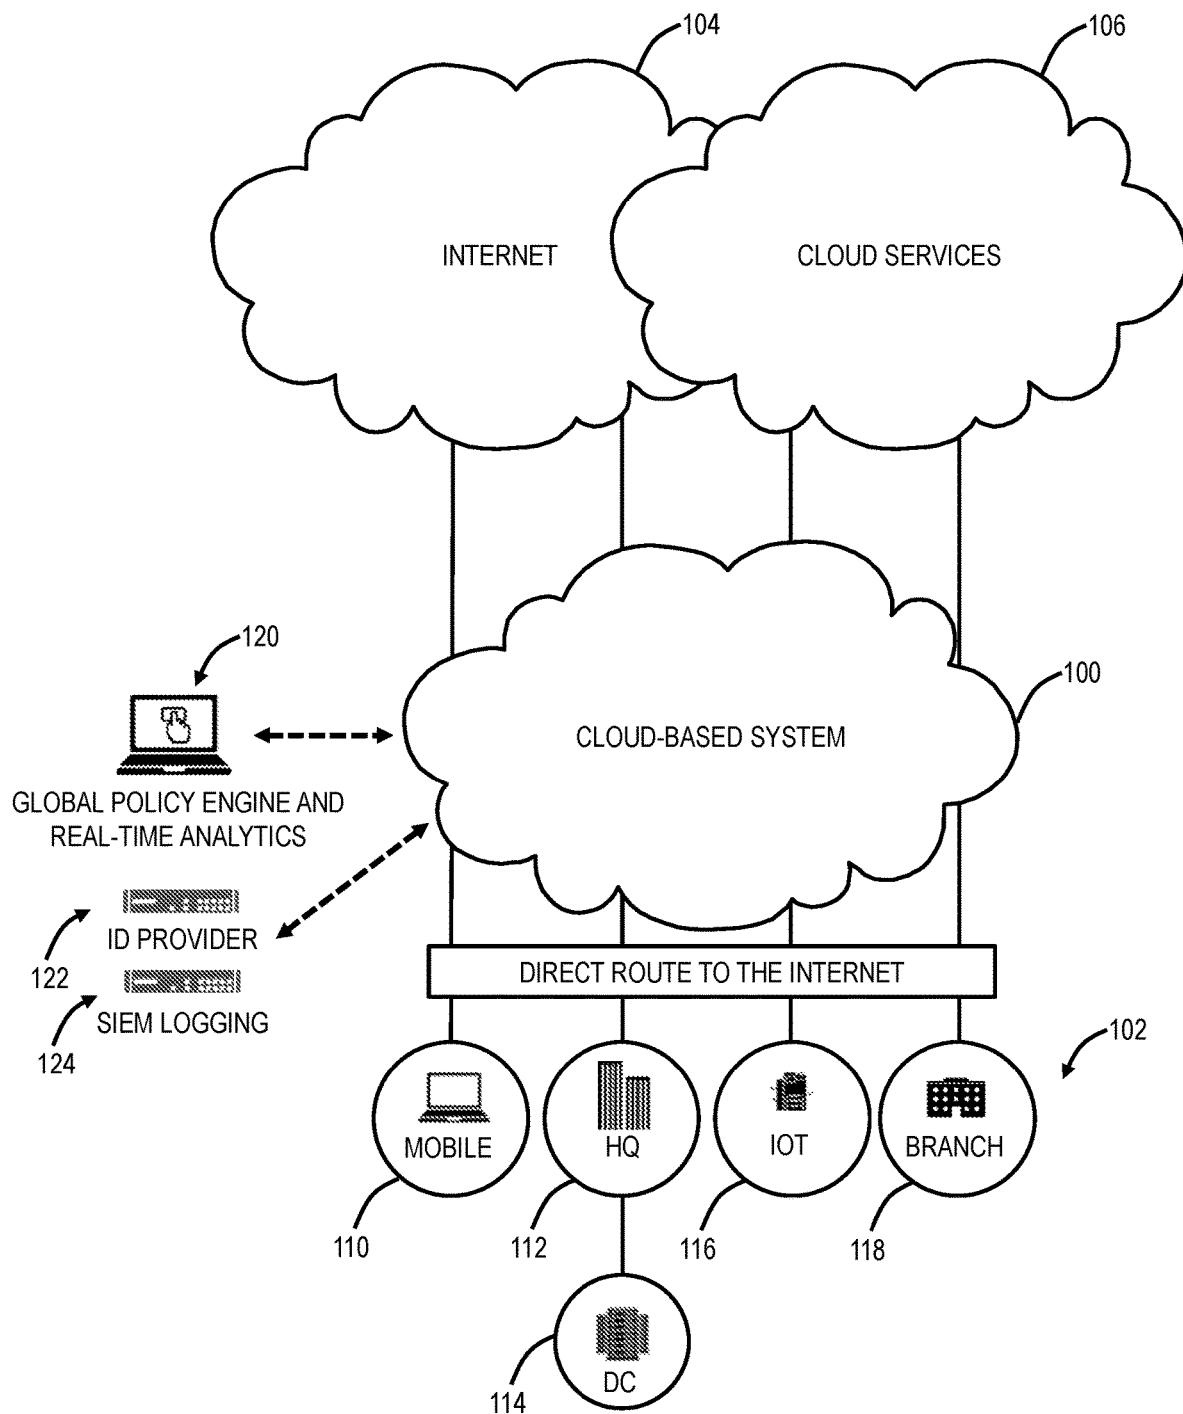 104
106
INTERNET
CLOUD SERVICES
120
100
CLOUD-BASED SYSTEM
GLOBAL POLICY ENGINE AND
REAL-TIME ANALYTICS
ID PROVIDER
122
DIRECT ROUTE TO THE INTERNET
SIEM LOGGING
124
102
MOBILE
HQ
IOT
BRANCH
110
112
116
118
DC
114